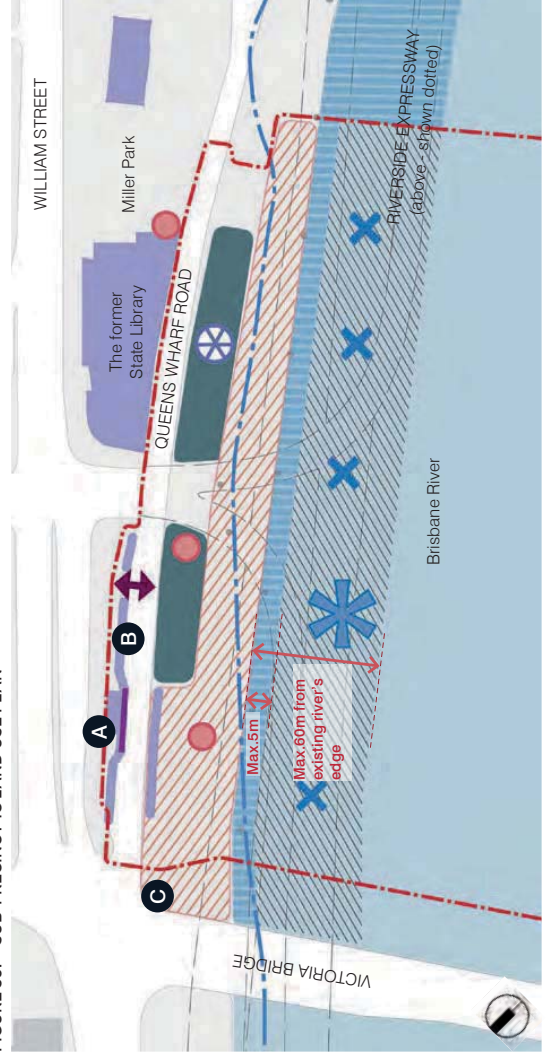 WILLIAM STREET
Miller Park
The former
State Library
QUEENS WHARF ROAD
RIVERSIDE EXPRESSWAY
(above - shown dotted)
A
B
C
Max.5m
Max.60m from
existing river's
edge
Brisbane River
VICTORIA BRIDGE